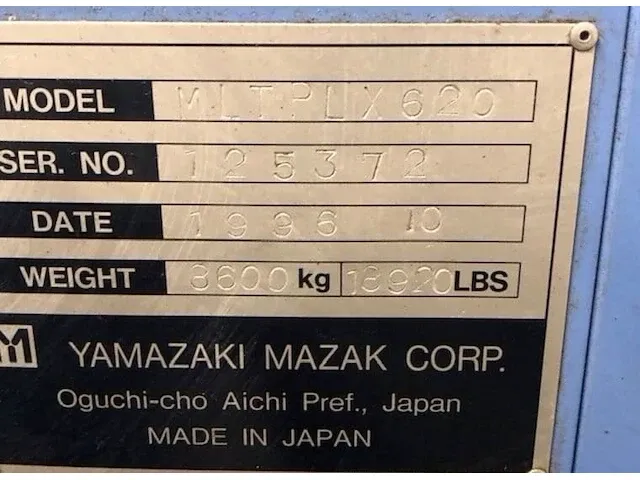 MODEL MLTPLX620
SER. NO. 125372
DATE 1996 10
WEIGHT 8600 kg 18920 LBS
M YAMAZAKI MAZAK CORP.
Oguchi-cho Aichi Pref., Japan
MADE IN JAPAN